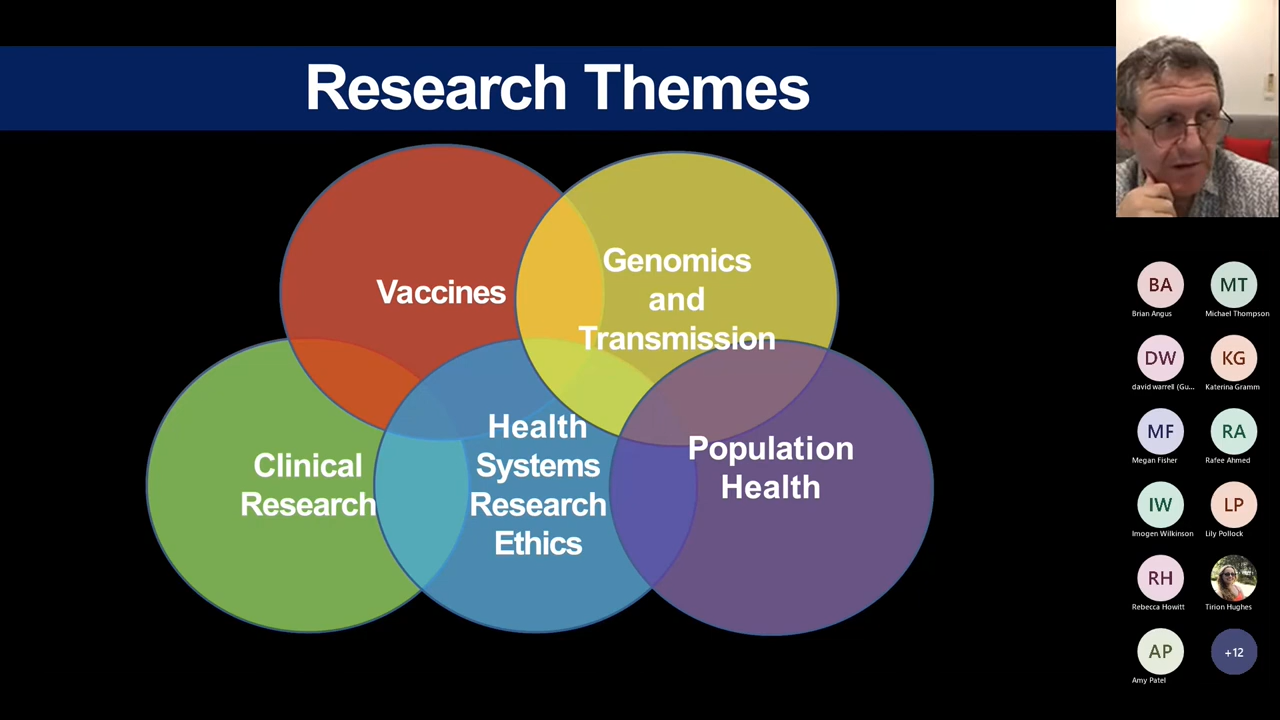 Research Themes
Vaccines
Genomics
and
Transmission
Clinical
Research
Health
Systems
Research
Ethics
Population
Health
BA
Brian Angus
MT
Michael Thompson
DW
david warrell (Gu...
KG
Katerina Gramm
MF
Megan Fisher
RA
Rafee Ahmed
IW
Imogen Wilkinson
LP
Lily Pollock
RH
Rebecca Howitt
Tirion Hughes
AP
Amy Patel
+12